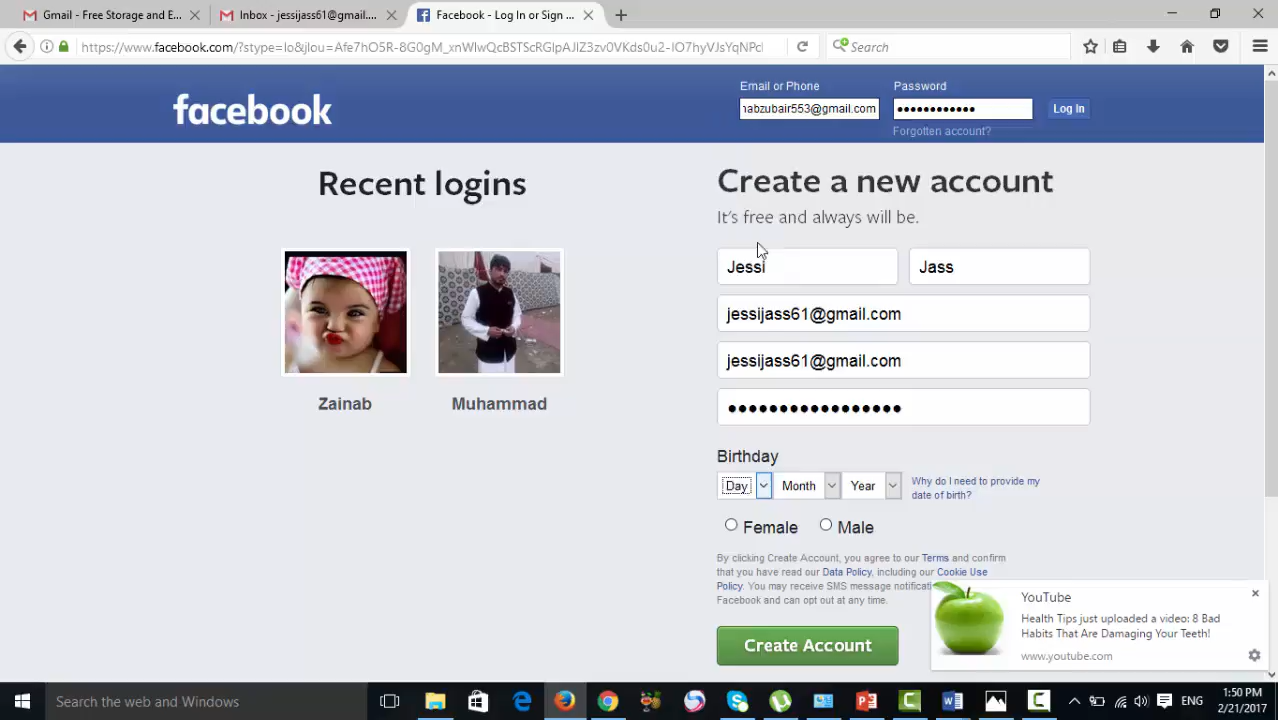 Gmail - Free Storage and E...
Inbox - jessijass61@gmail....
Facebook - Log In or Sign ...
https://www.facebook.com/?stype=lo&jlou=
Search
Email or Phone
Password
facebook
nabzubair553@gmail.com
Log In
Forgotten account?
Recent logins
Zainab
Muhammad
Create a new account
It's free and always will be.
Jessi
Jass
jessijass61@gmail.com
jessijass61@gmail.com
Birthday
Day
Month
Year
Why do I need to provide my
date of birth?
Female
Male
By clicking Create Account, you agree to our Terms and confirm
that you have read our Data Policy, including our Cookie Use
Policy. You may receive SMS message notificati
Facebook and can opt out at any time.
Create Account
YouTube
Health Tips just uploaded a video: 8 Bad
Habits That Are Damaging Your Teeth!
www.youtube.com
Search the web and Windows
ENG
1:50 PM
2/21/2017